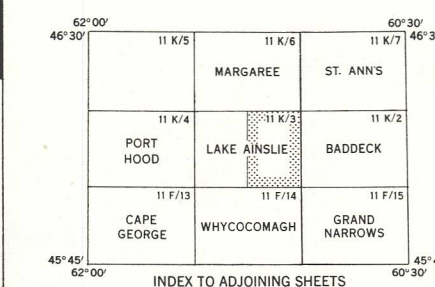 62°00' 60°30'
46°30' 11 K/5 11 K/6 11 K/7 46°3
MARGAREE ST. ANN'S
11 K/4 11 K/3 11 K/2
PORT HOOD LAKE AINSLIE BADDECK
11 F/13 11 F/14 11 F/15
CAPE GEORGE WHYCOCOMAGH GRAND NARROWS
45°45' 45°4
62°00' 60°30'
INDEX TO ADJOINING SHEETS